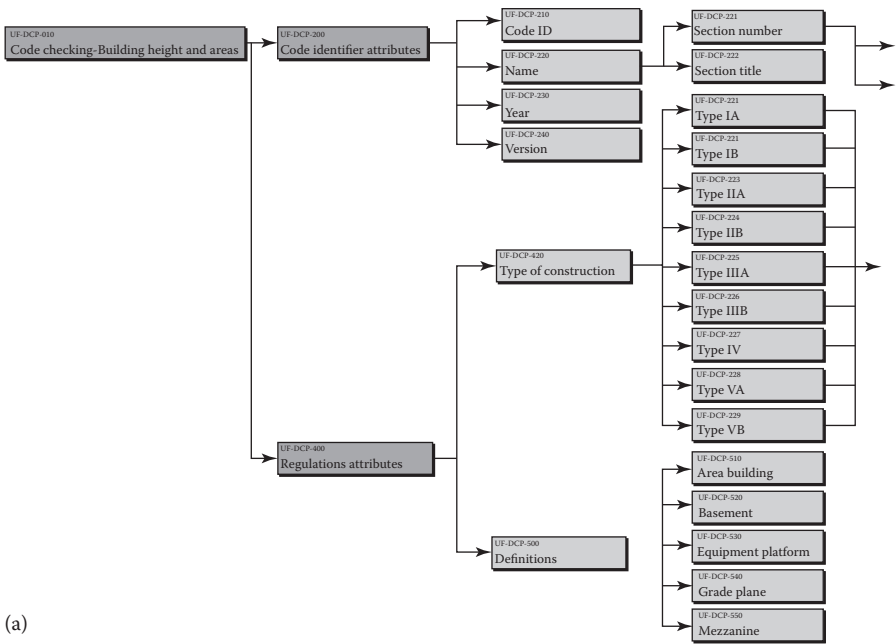 UF-DCP-010
Code checking-Building height and areas
UF-DCP-200
Code identifier attributes
UF-DCP-210
Code ID
UF-DCP-220
Name
UF-DCP-230
Year
UF-DCP-240
Version
UF-DCP-221
Section number
UF-DCP-222
Section title
UF-DCP-400
Regulations attributes
UF-DCP-420
Type of construction
UF-DCP-221
Type IA
UF-DCP-221
Type IB
UF-DCP-223
Type IIA
UF-DCP-224
Type IIB
UF-DCP-225
Type IIIA
UF-DCP-226
Type IIIB
UF-DCP-227
Type IV
UF-DCP-228
Type VA
UF-DCP-229
Type VB
UF-DCP-500
Definitions
UF-DCP-510
Area building
UF-DCP-520
Basement
UF-DCP-530
Equipment platform
UF-DCP-540
Grade plane
UF-DCP-550
Mezzanine
(a)